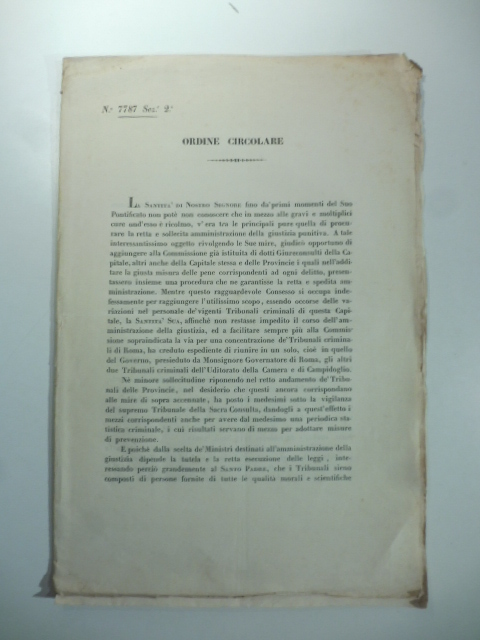 N.º 7787 Sez.ª 2.ª
ORDINE CIRCOLARE
LA SANTITA' DI NOSTRO SIGNORE fino da' primi momenti del Suo
Pontificato non potè non conoscere che in mezzo alle gravi e moltiplici
cure ond'esso è ricolmo, v'era tra le principali pure quella di procu-
rare la retta e sollecita amministrazione della giustizia punitiva. A tale
interessantissimo oggetto rivolgendo le Sue mire, giudicò opportuno di
aggiungere alla Commissione già istituita di dotti Giureconsulti della Ca-
pitale, altri anche della Capitale stessa e delle Provincie i quali nell'addi-
tare la giusta misura delle pene corrispondenti ad ogni delitto, presen-
tassero insieme una procedura che ne garantisse la retta e spedita am-
ministrazione. Mentre questo ragguardevole Consesso si occupa inde-
fessamente per raggiungere l'utilissimo scopo, essendo occorse delle va-
riazioni nel personale de' vigenti Tribunali criminali di questa Capi-
tale, la SANTITA' SUA, affinchè non restasse impedito il corso dell'am-
ministrazione della giustizia, ed a facilitare sempre più alla Commis-
sione sopraindicata la via per una concentrazione de' Tribunali crimina-
li di Roma, ha creduto espediente di riunire in un solo, cioè in quello
del Governo, presieduto da Monsignore Governatore di Roma, gli altri
due Tribunali criminali dell'Uditorato della Camera e di Campidoglio.
Nè minore sollecitudine riponendo nel retto andamento de' Tribu-
nali delle Provincie, nel desiderio che questi ancora corrispondano
alle mire di sopra accennate, ha posto i medesimi sotto la vigilanza
del supremo Tribunale della Sacra Consulta, dandogli a quest'effetto i
mezzi corrispondenti anche per avere dal medesimo una periodica sta-
tistica criminale, i cui risultati servano di mezzo per adottare misure
di prevenzione.
E poichè dalla scelta de' Ministri destinati all'amministrazione della
giustizia dipende la tutela e la retta esecuzione delle leggi, inte-
ressando perciò grandemente al SANTO PADRE, che i Tribunali siено
composti di persone fornite di tutte le qualità morali e scientifiche